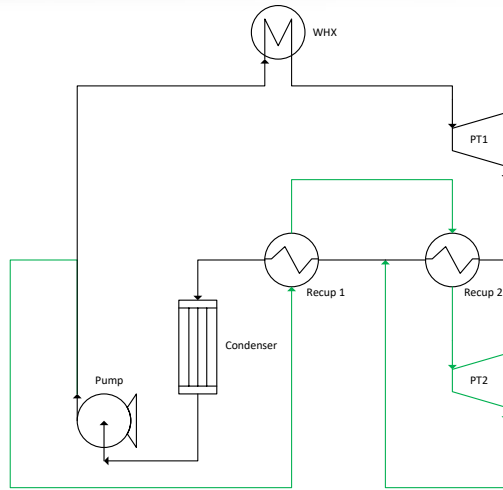 WHX
PT1
Recup 1
Recup 2
Condenser
Pump
PT2